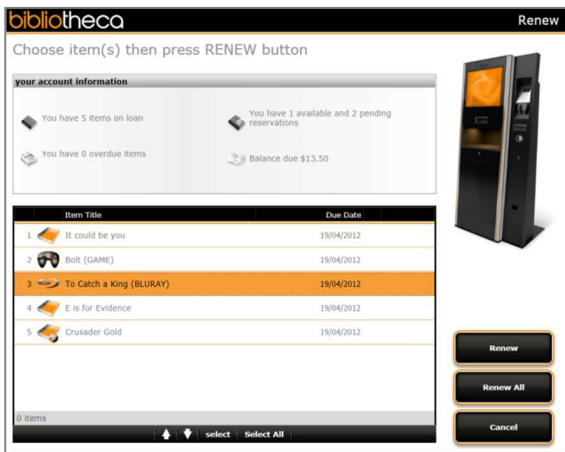 bibliotheca
Renew
Choose item(s) then press RENEW button
your account information
You have 5 items on loan
You have 1 available and 2 pending
reservations
You have 0 overdue items
Balance due $13.50
Item Title Due Date
1 It could be you 19/04/2012
2 Bolt (GAME) 19/04/2012
3 To Catch a King (BLURAY) 19/04/2012
4 E is for Evidence 19/04/2012
5 Crusader Gold 19/04/2012
0 items
select Select All
Renew
Renew All
Cancel